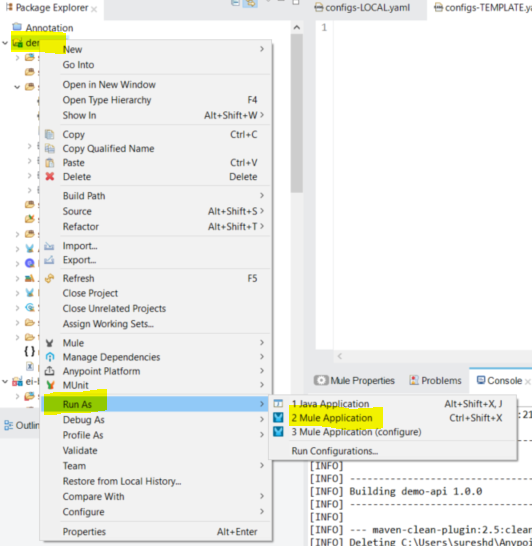 Package Explorer
configs-LOCAL.yaml
configs-TEMPLATE.ya
Annotation
1
New
Go Into
Open in New Window
Open Type Hierarchy F4
Show In Alt+Shift+W >
Copy Ctrl+C
Copy Qualified Name
Paste Ctrl+V
Delete Delete
Build Path
Source Alt+Shift+S >
Refactor Alt+Shift+T >
Import...
Export...
Refresh F5
Close Project
Close Unrelated Projects
Assign Working Sets...
Mule
Manage Dependencies
Anypoint Platform
MUnit
Mule Properties
Problems
Console
Run As
1 Java Application Alt+Shift+X, J
2 Mule Application Ctrl+Shift+X
3 Mule Application (configure)
Run Configurations...
Outlin
Debug As
Profile As
Validate
Team
Restore from Local History...
Compare With
Configure
Properties Alt+Enter
[INFO]
[INFO] ----------------------
[INFO] Building demo-api 1.0.0
[INFO] ----------------------
[INFO]
[INFO] --- maven-clean-plugin:2.5:clean
[INFO] Deleting C:\Users\sureshd\Anypoi